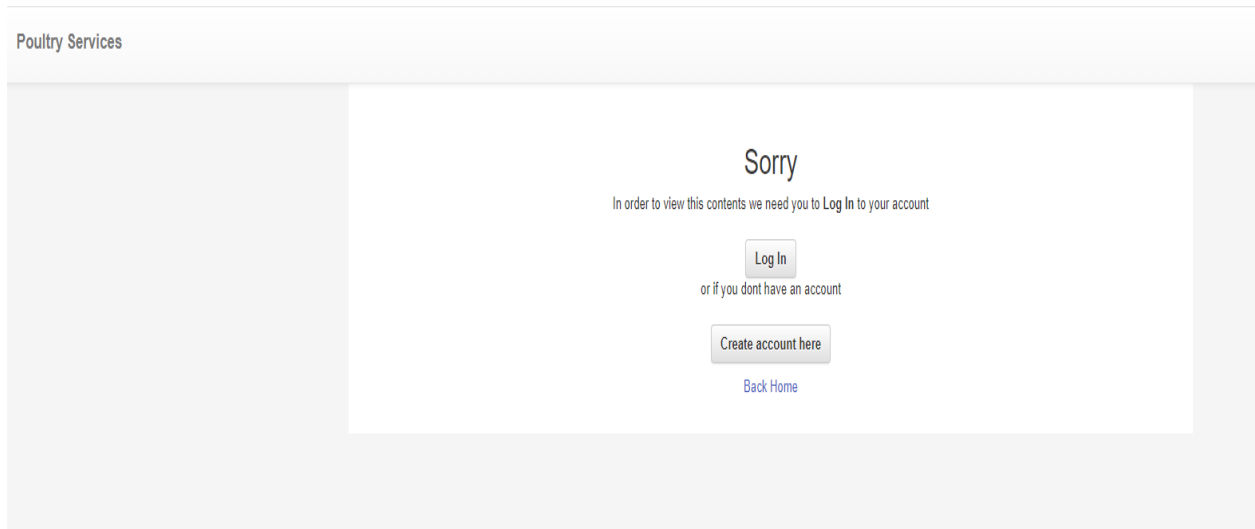 Poultry Services
Sorry
In order to view this contents we need you to Log In to your account
Log In
or if you dont have an account
Create account here
Back Home